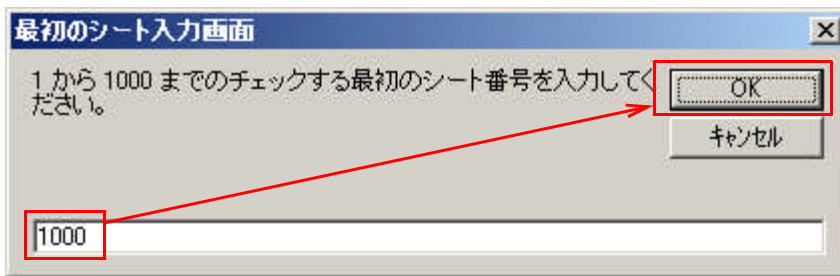 最初のシート入力画面
1 から 1000 までのチェックする最初のシート番号を入力してく
ださい。
OK
キャンセル
1000